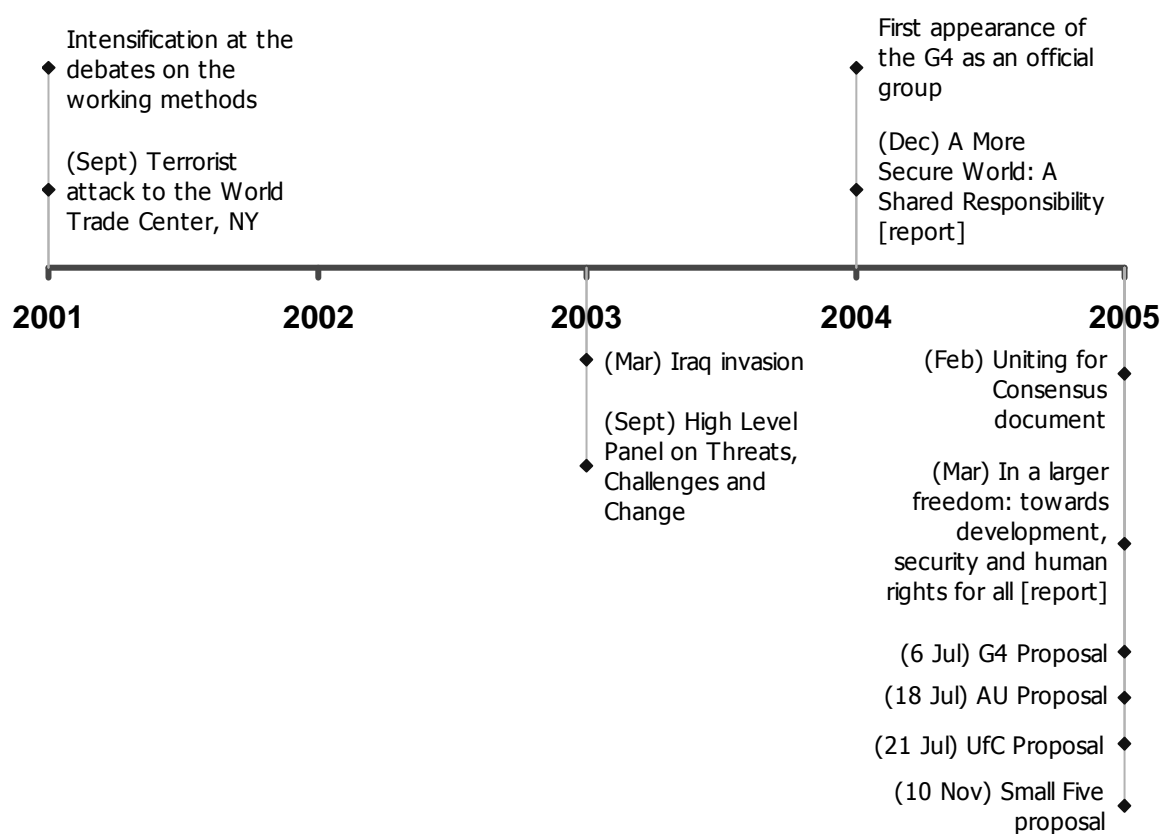 Intensification at the
debates on the
working methods
(Sept) Terrorist
attack to the World
Trade Center, NY
First appearance of
the G4 as an official
group
(Dec) A More
Secure World: A
Shared Responsibility
[report]
2001
2002
2003
2004
2005
(Mar) Iraq invasion
(Sept) High Level
Panel on Threats,
Challenges and
Change
(Feb) Uniting for
Consensus
document
(Mar) In a larger
freedom: towards
development,
security and human
rights for all [report]
(6 Jul) G4 Proposal
(18 Jul) AU Proposal
(21 Jul) UfC Proposal
(10 Nov) Small Five
proposal